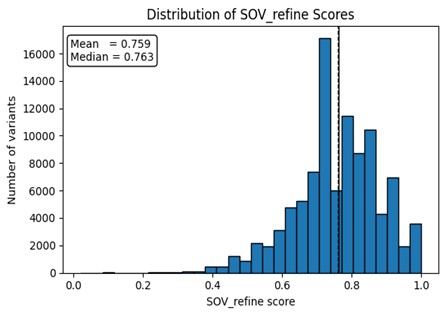 Distribution of SOV_refine Scores
Mean = 0.759
Median = 0.763
Number of variants
16000
14000
12000
10000
8000
6000
4000
2000
0
0.0 0.2 0.4 0.6 0.8 1.0
SOV_refine score